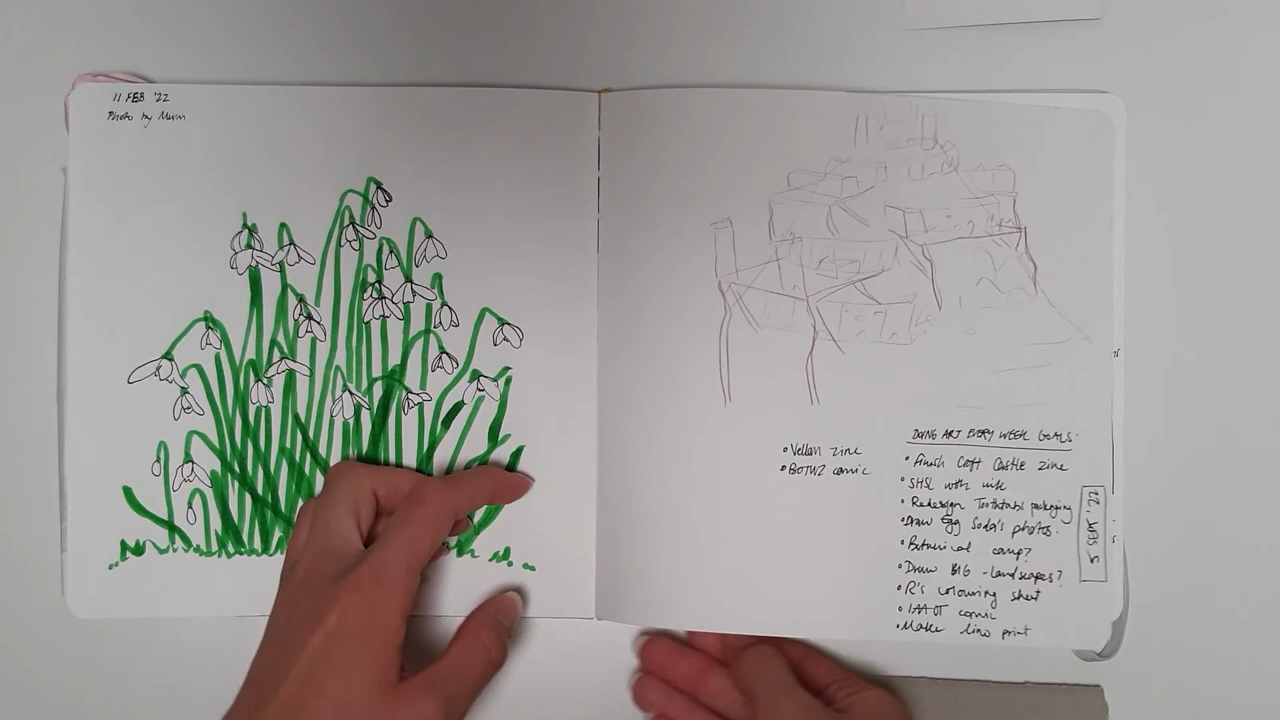 11 FEB '22
Photo by Mum
• Vellan zine
• BOTW2 comic
DOING ART EVERY WEEK GOALS:
• Finish Croft Castle zine
• SHSL with ink
• Redesign Toothtabs packaging
• Draw Egg Soda's photos.
• Botanical comp?
• Draw BIG - landscapes?
• R's colouring sheet
• comic
• Make lino print
5 SEPT '22